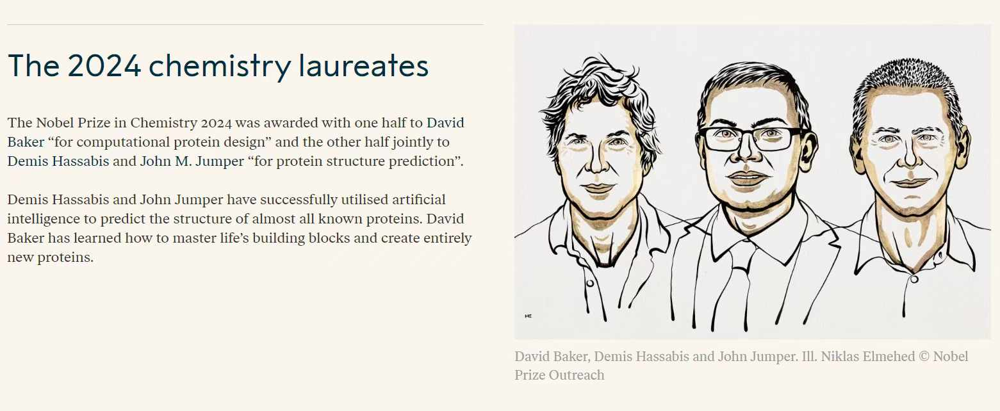 The 2024 chemistry laureates
The Nobel Prize in Chemistry 2024 was awarded with one half to David
Baker “for computational protein design” and the other half jointly to
Demis Hassabis and John M. Jumper “for protein structure prediction”.
Demis Hassabis and John Jumper have successfully utilised artificial
intelligence to predict the structure of almost all known proteins. David
Baker has learned how to master life’s building blocks and create entirely
new proteins.
David Baker, Demis Hassabis and John Jumper. Ill. Niklas Elmehed © Nobel
Prize Outreach